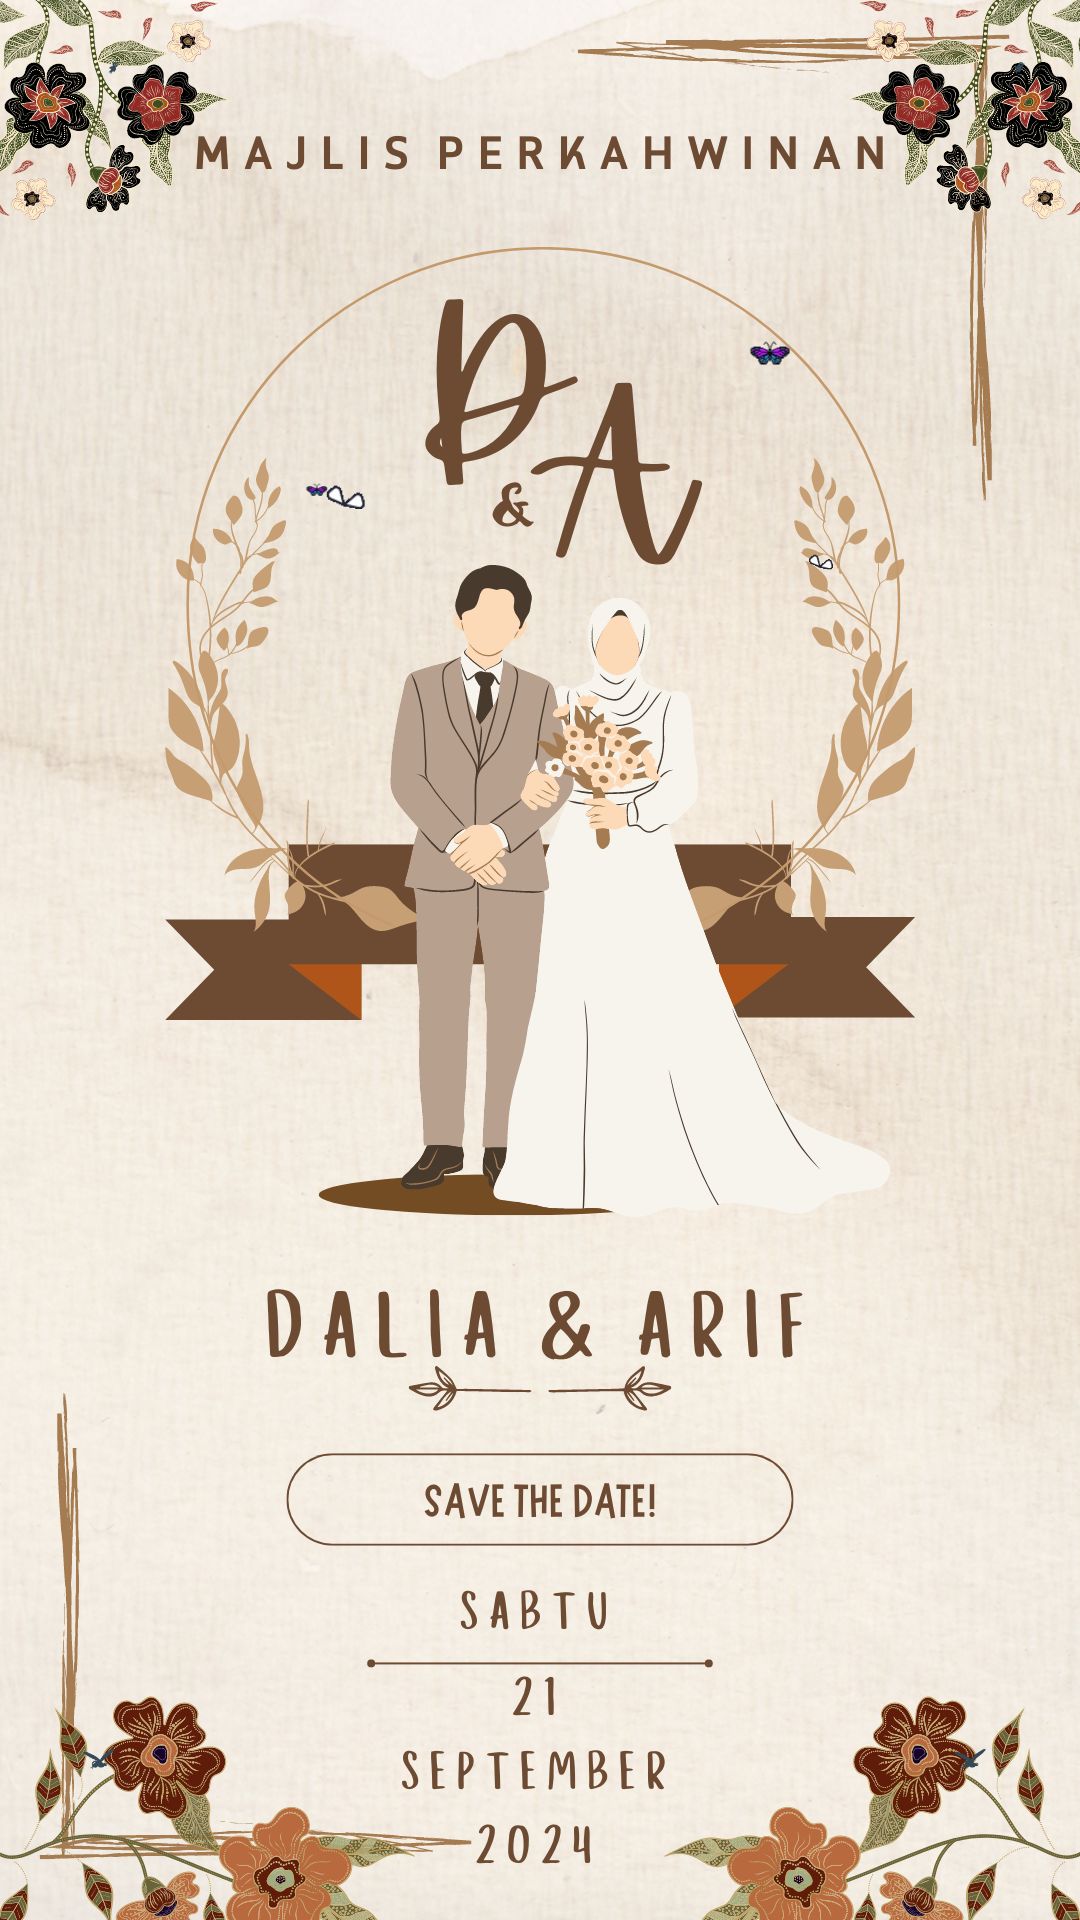 MAJLIS PERKAHWINAN
D
&
A
DALIA & ARIF
SAVE THE DATE!
SABTU
21
SEPTEMBER
2024